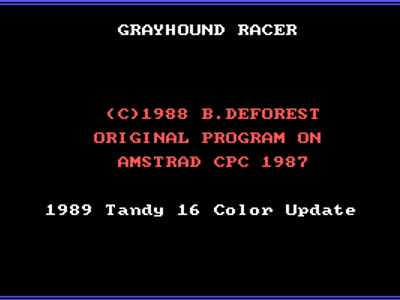 GRAYHOUND RACER
(C)1988 B.DEFOREST
ORIGINAL PROGRAM ON
AMSTRAD CPC 1987
1989 Tandy 16 Color Update